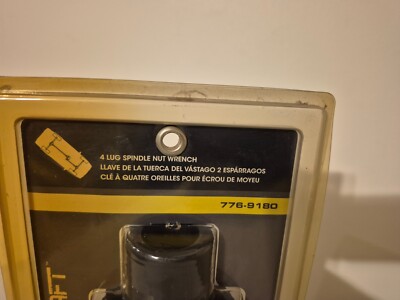 4 LUG SPINDLE NUT WRENCH
LLAVE DE LA TUERCA DEL VÁSTAGO 2 ESPÁRRAGOS
CLÉ À QUATRE OREILLES POUR ÉCROU DE MOYEU
776-9180
AFT